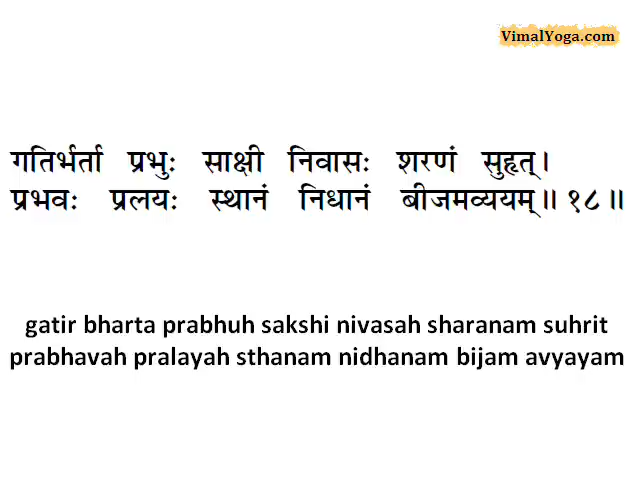 VimalYoga.com
गतिर्भर्ता प्रभुः साक्षी निवासः शरणं सुहृत्।
प्रभवः प्रलयः स्थानं निधानं बीजमव्ययम्॥ १८॥
gatir bharta prabhuh sakshi nivasah sharanam suhrit
prabhavah pralayah sthanam nidhanam bijam avyayam